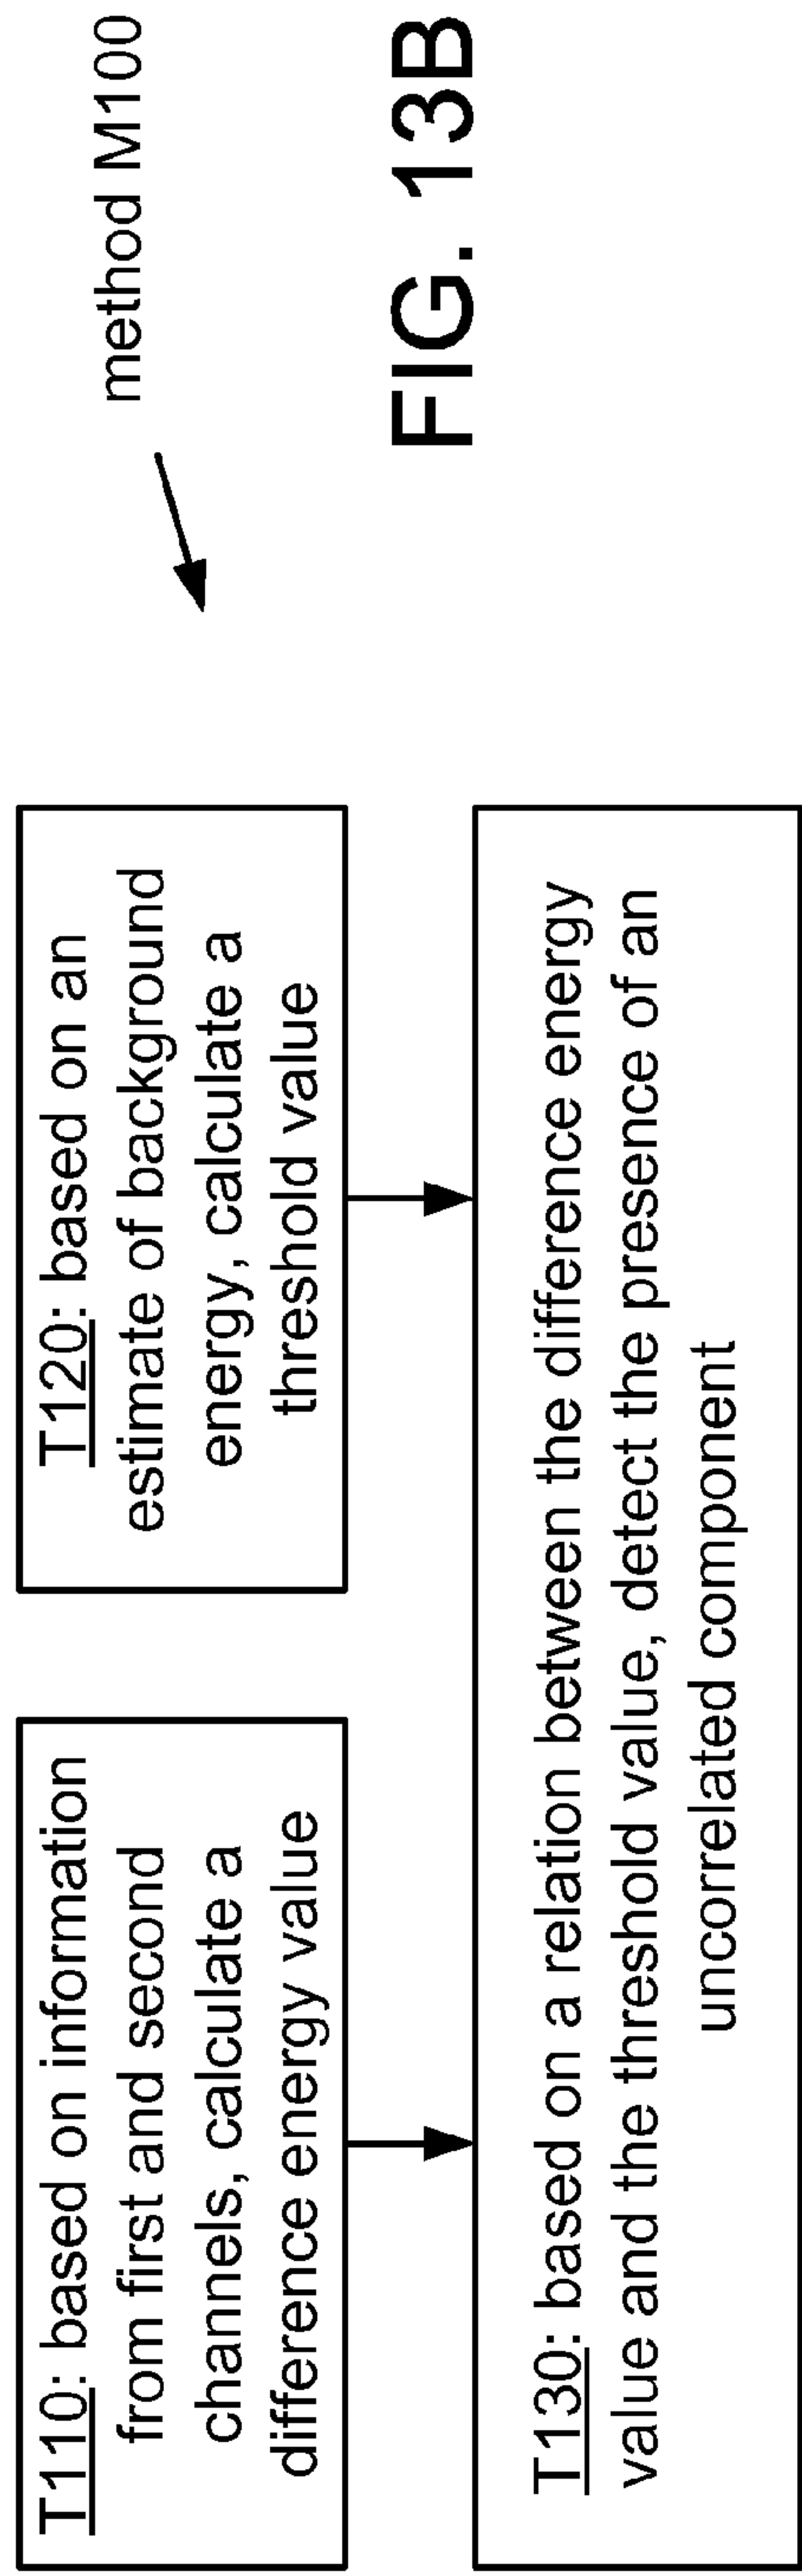 T110: based on information
from first and second
channels, calculate a
difference energy value
T120: based on an
estimate of background
energy, calculate a
threshold value
T130: based on a relation between the difference energy
value and the threshold value, detect the presence of an
uncorrelated component
method M100
FIG. 13B